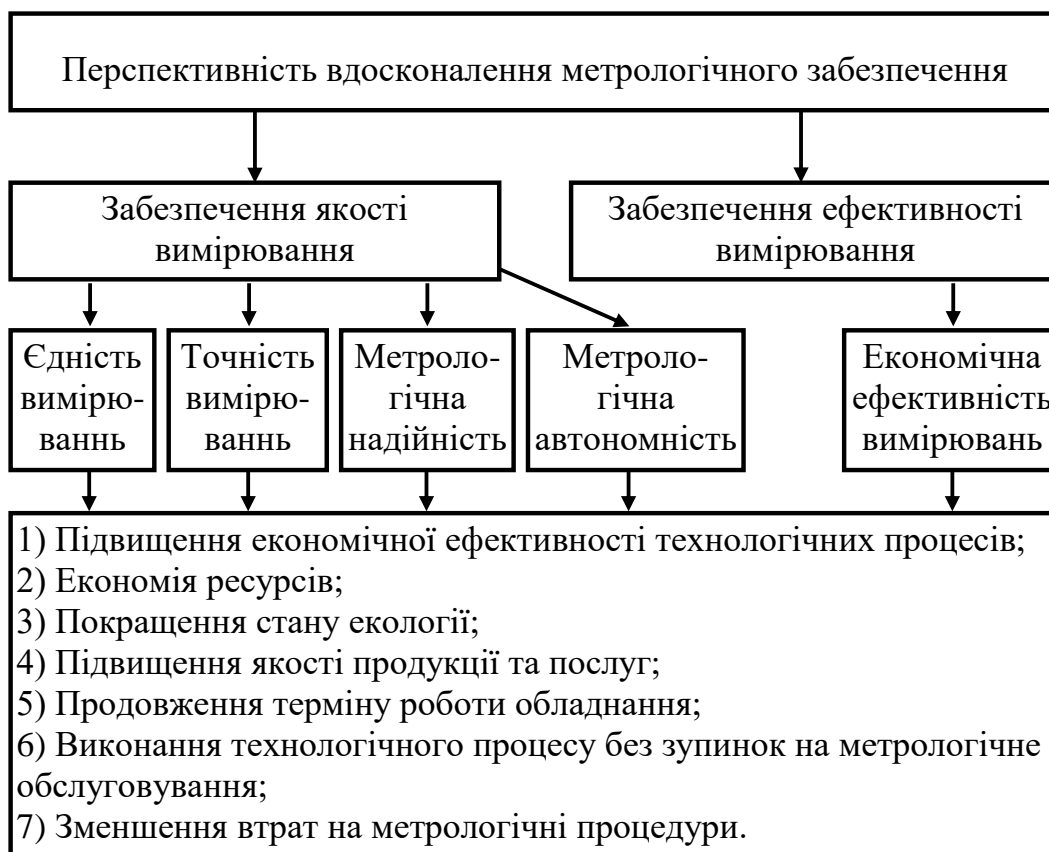 Перспективність вдосконалення метрологічного забезпечення
Забезпечення якості
вимірювання
Забезпечення ефективності
вимірювання
Єдність
вимірю-
ваннь
Точність
вимірю-
ваннь
Метроло-
гічна
надійність
Метроло-
гічна
автономність
Економічна
ефективність
вимірювань
1) Підвищення економічної ефективності технологічних процесів;
2) Економія ресурсів;
3) Покращення стану екології;
4) Підвищення якості продукції та послуг;
5) Продовження терміну роботи обладнання;
6) Виконання технологічного процесу без зупинок на метрологічне
обслуговування;
7) Зменшення втрат на метрологічні процедури.